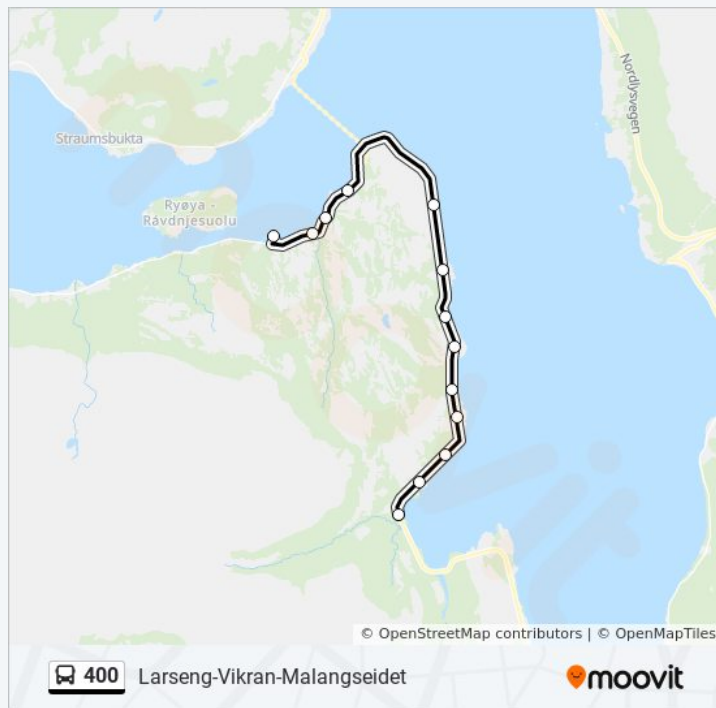 Nordlysvegen
Straumsbukta
Ryøya -
Rávdnjesuolu
© OpenStreetMap contributors | © OpenMapTiles
400 Larseng-Vikran-Malangseidet
moovit